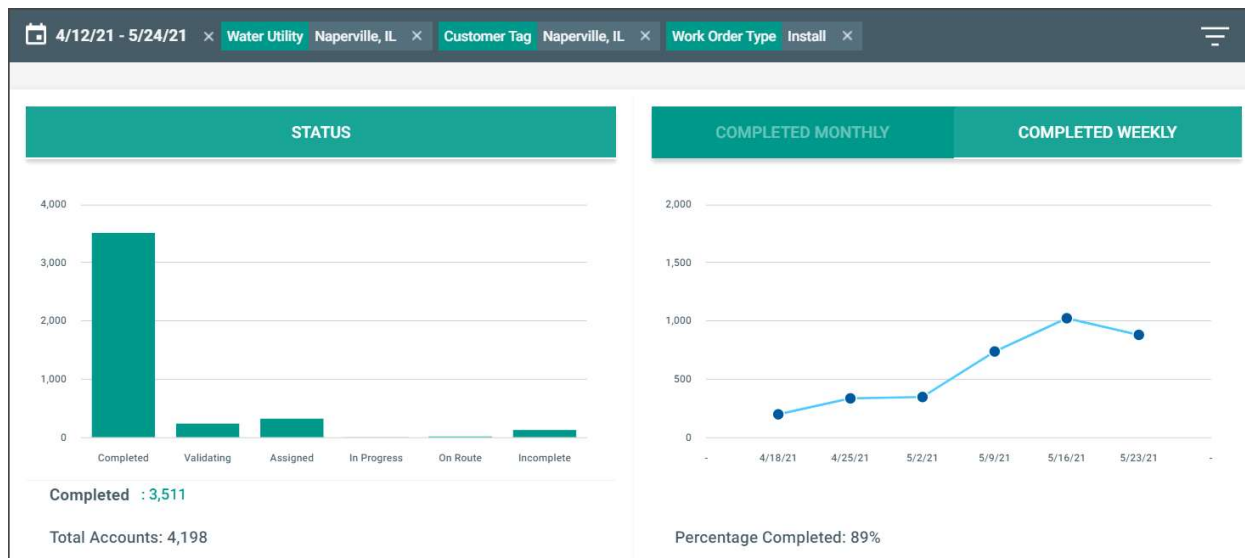 4/12/21 - 5/24/21 × Water Utility Naperville, IL × Customer Tag Naperville, IL × Work Order Type Install ×
STATUS
4,000
3,000
2,000
1,000
0
Completed Validating Assigned In Progress On Route Incomplete
Completed : 3,511
Total Accounts: 4,198
COMPLETED MONTHLY COMPLETED WEEKLY
2,000
1,500
1,000
500
0
- 4/18/21 4/25/21 5/2/21 5/9/21 5/16/21 5/23/21 -
Percentage Completed: 89%